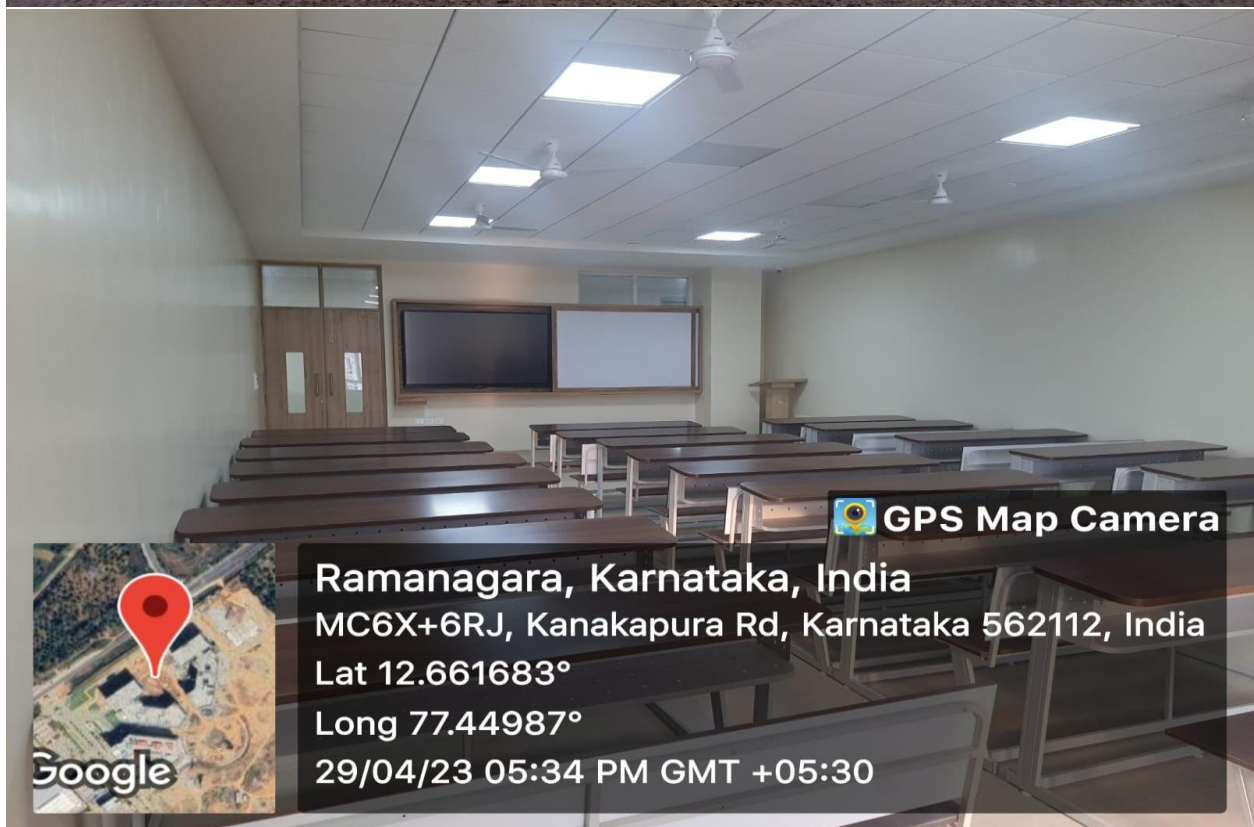 GPS Map Camera
Ramanagara, Karnataka, India
MC6X+6RJ, Kanakapura Rd, Karnataka 562112, India
Lat 12.661683°
Long 77.44987°
29/04/23 05:34 PM GMT +05:30
Google